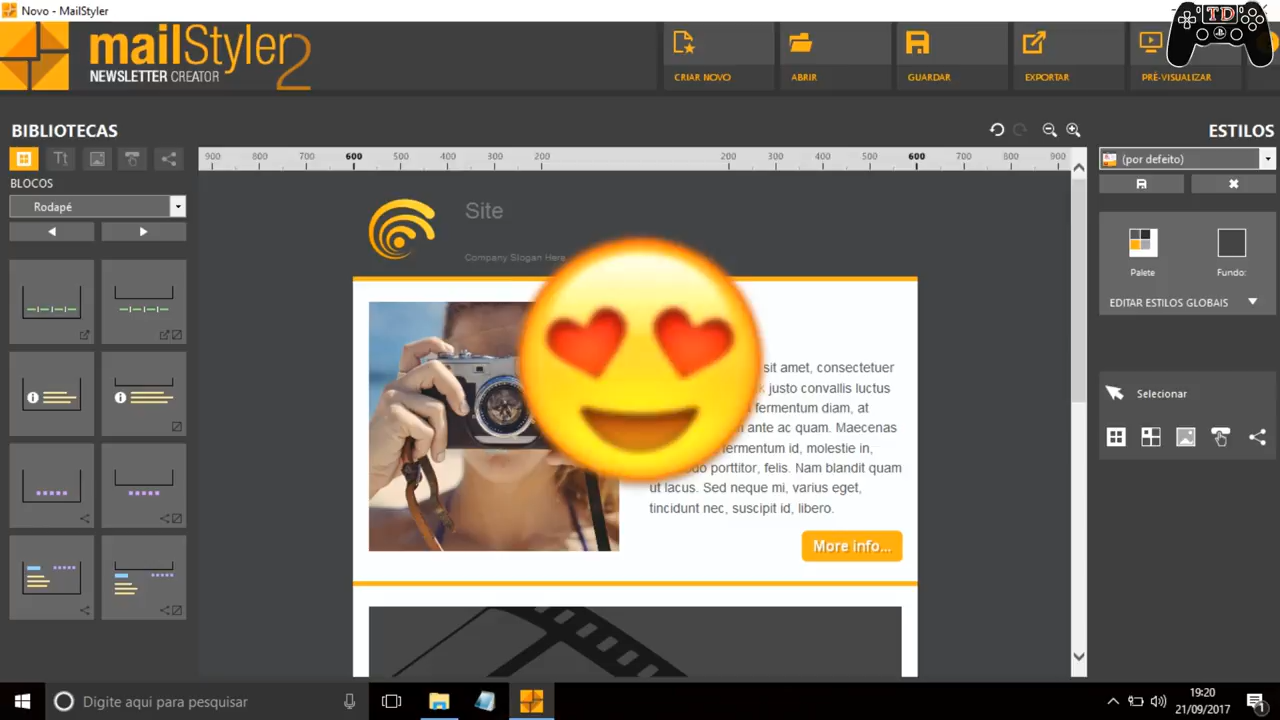 Novo - MailStyler
mailStyler2
NEWSLETTER CREATOR
CRIAR NOVO
ABRIR
GUARDAR
EXPORTAR
PRÉ-VISUALIZAR
TD
BIBLIOTECAS
Tt
BLOCOS
Rodapé
900 800 700 600 500 400 300 200 200 300 400 500 600 700 800 900
Site
Company Slogan Here
sit amet, consectetuer
justo convallis luctus
fermentum diam, at
ante ac quam. Maecenas
fermentum id, molestie in,
porttitor, felis. Nam blandit quam
ut lacus. Sed neque mi, varius eget,
tincidunt nec, suscipit id, libero.
More info...
ESTILOS
(por defeito)
Palete
Fundo:
EDITAR ESTILOS GLOBAIS
Selecionar
Digite aqui para pesquisar
19:20
21/09/2017
1